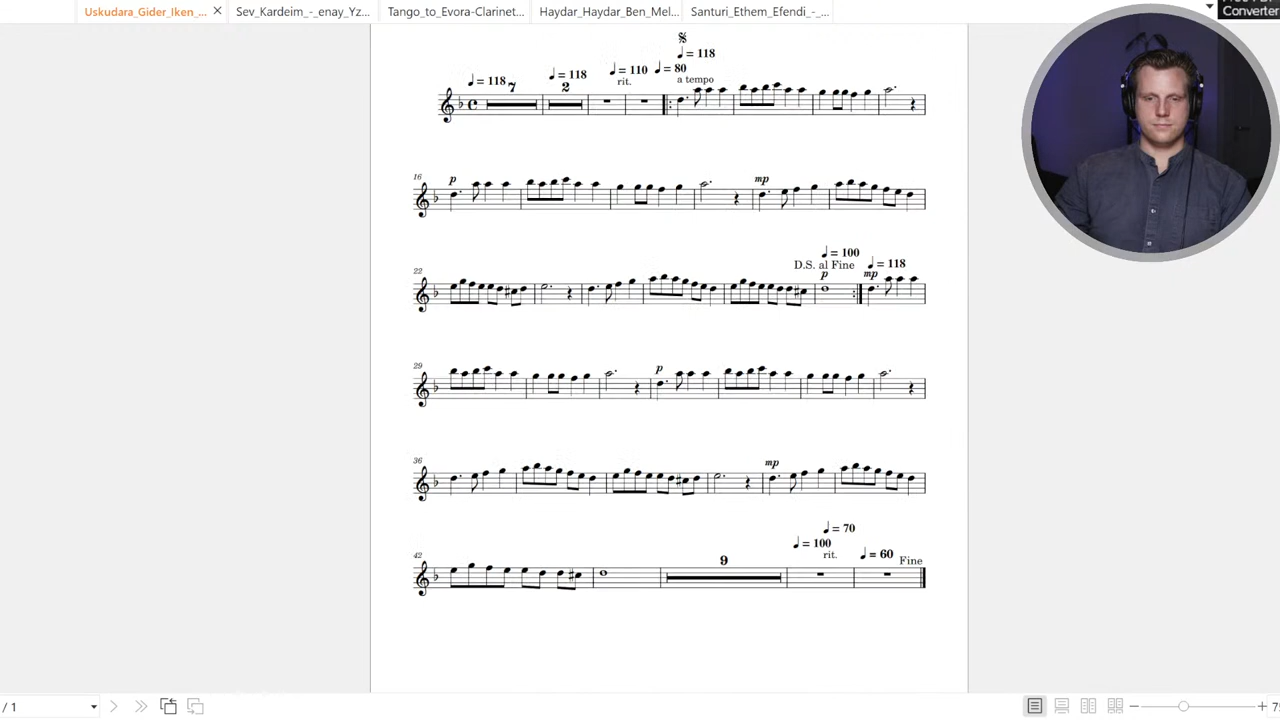 Uskudara_Gider_Iken_...
Sev_Kardeim_-_enay_Yz...
Tango_to_Evora-Clarinet...
Haydar_Haydar_Ben_Mel...
Santuri_Ethem_Efendi_-_...
Converter
= 118
7
= 118
2
= 110
rit.
= 80
= 118
a tempo
16
p
mp
22
D.S. al Fine
= 100
p
= 118
mp
29
p
36
mp
42
9
= 100
= 70
rit.
= 60
Fine
/ 1